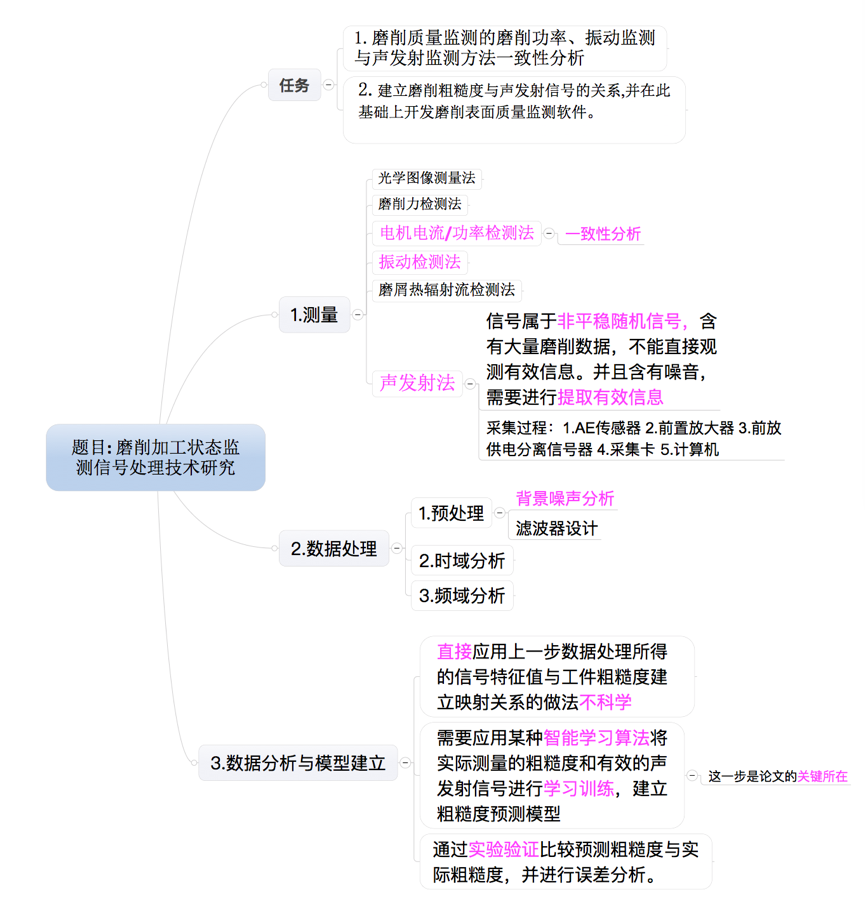 1. 磨削质量监测的磨削功率、振动监测
与声发射监测方法一致性分析
任务
2. 建立磨削粗糙度与声发射信号的关系,并在此
基础上开发磨削表面质量监测软件。
光学图像测量法
磨削力检测法
电机电流/功率检测法
一致性分析
振动检测法
磨屑热辐射流检测法
1.测量
信号属于非平稳随机信号，含
有大量磨削数据，不能直接观
测有效信息。并且含有噪音，
需要进行提取有效信息
声发射法
采集过程：1.AE传感器 2.前置放大器 3.前放
供电分离信号器 4.采集卡 5.计算机
题目: 磨削加工状态监
测信号处理技术研究
背景噪声分析
1.预处理
滤波器设计
2.数据处理
2.时域分析
3.频域分析
直接应用上一步数据处理所得
的信号特征值与工件粗糙度建
立映射关系的做法不科学
3.数据分析与模型建立
需要应用某种智能学习算法将
实际测量的粗糙度和有效的声
发射信号进行学习训练，建立
粗糙度预测模型
这一步是论文的关键所在
通过实验验证比较预测粗糙度与实
际粗糙度，并进行误差分析。